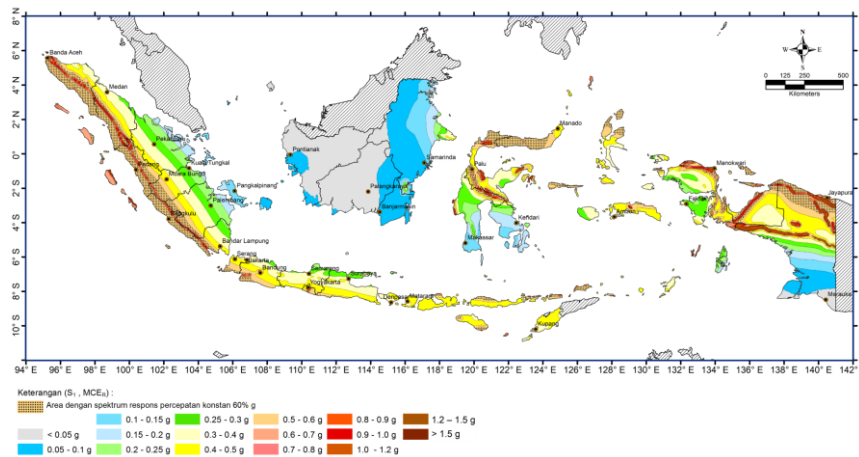 8° N
6° N
4° N
2° N
0°
2° S
4° S
6° S
8° S
10° S
94° E
96° E
98° E
100° E
102° E
104° E
106° E
108° E
110° E
112° E
114° E
116° E
118° E
120° E
122° E
124° E
126° E
128° E
130° E
132° E
134° E
136° E
138° E
140° E
142° E
N
W
E
S
0 125 250 500
Kilometers
Banda Aceh
Medan
Pekanbaru
Kuala Tungkal
Padang
Muara Bungo
Pangkalpinang
Palembang
Bengkulu
Bandar Lampung
Serang
Jakarta
Bandung
Semarang
Yogyakarta
Surabaya
Denpasar
Mataram
Kupang
Pontianak
Samarinda
Palangkaraya
Banjarmasin
Manado
Palu
Kendari
Makassar
Ambon
Manokwari
Jayapura
Merauke
Keterangan (S₁ , MCEᵣ) :
Area dengan spektrum respons percepatan konstan 60% g
0.1 - 0.15 g 0.25 - 0.3 g 0.5 - 0.6 g 0.8 - 0.9 g 1.2 – 1.5 g
< 0.05 g 0.15 - 0.2 g 0.3 - 0.4 g 0.6 - 0.7 g 0.9 - 1.0 g > 1.5 g
0.05 - 0.1 g 0.2 - 0.25 g 0.4 - 0.5 g 0.7 - 0.8 g 1.0 - 1.2 g